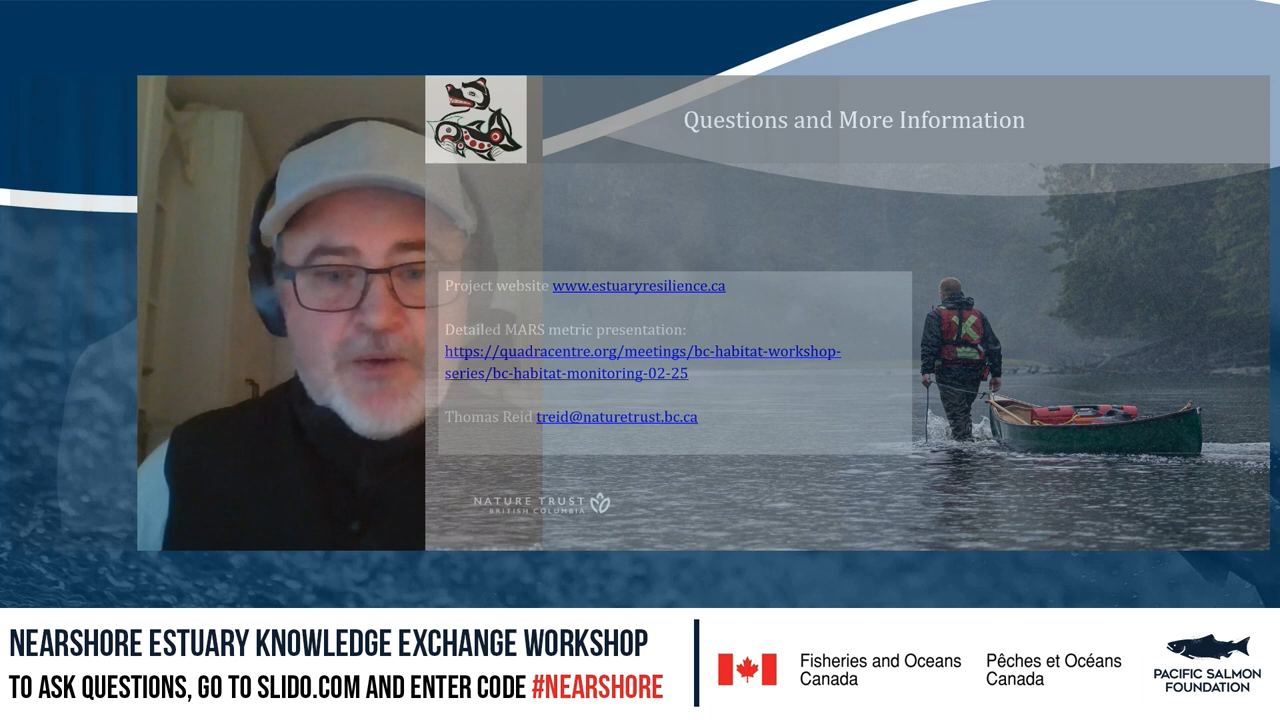 Questions and More Information
Project website www.estuaryresilience.ca
Detailed MARS metric presentation:
https://quadracentre.org/meetings/bc-habitat-workshop-
series/bc-habitat-monitoring-02-25
Thomas Reid treid@naturetrust.bc.ca
NATURE TRUST
BRITISH COLUMBIA
NEARSHORE ESTUARY KNOWLEDGE EXCHANGE WORKSHOP
TO ASK QUESTIONS, GO TO SLIDO.COM AND ENTER CODE #NEARSHORE
Fisheries and Oceans
Canada
Pêches et Océans
Canada
PACIFIC SALMON
FOUNDATION